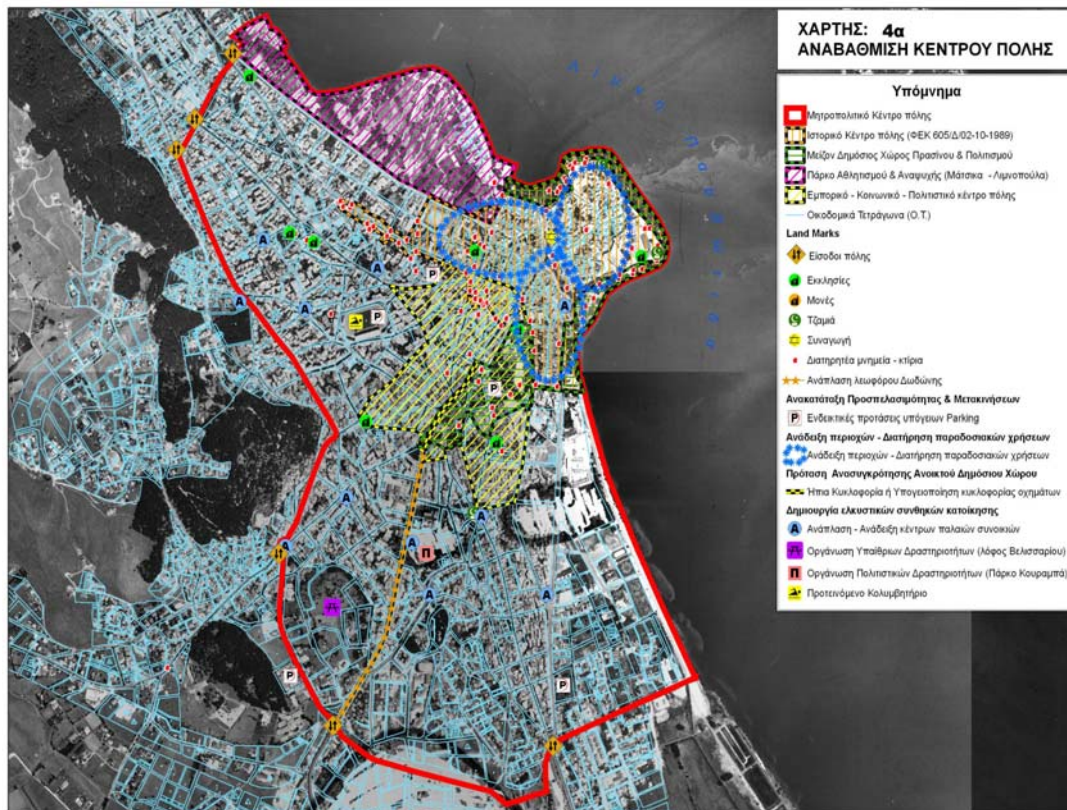 ΧΑΡΤΗΣ: 4α
ΑΝΑΒΑΘΜΙΣΗ ΚΕΝΤΡΟΥ ΠΟΛΗΣ
Υπόμνημα
Μητροπολιτικό Κέντρο πόλης
Ιστορικό Κέντρο πόλης (ΦΕΚ 605/Δ/02-10-1989)
Μείζον Δημόσιος Χώρος Πρασίνου & Πολιτισμού
Πάρκο Αθλητισμού & Αναψυχής (Μάτσικα - Λιμνοπούλα)
Εμπορικό - Κοινωνικό - Πολιτιστικό κέντρο πόλης
Οικοδομικά Τετράγωνα (Ο.Τ.)
Land Marks
Είσοδοι πόλης
Εκκλησίες
Μονές
Τζαμιά
Συναγωγή
Διατηρητέα μνημεία - κτίρια
Ανάπλαση λεωφόρου Δωδώνης
Ανακατάταξη Προσπελασιμότητας & Μετακινήσεων
P Ενδεικτικές προτάσεις υπόγειων Parking
Ανάδειξη περιοχών - Διατήρηση παραδοσιακών χρήσεων
Ανάδειξη περιοχών - Διατήρηση παραδοσιακών χρήσεων
Πρόταση Ανασυγκρότησης Ανοικτού Δημόσιου Χώρου
Ήπια Κυκλοφορία ή Υπογειοποίηση κυκλοφορίας οχημάτων
Δημιουργία ελκυστικών συνθηκών κατοίκησης
Α Ανάπλαση - Ανάδειξη κέντρων παλαιών συνοικιών
Οργάνωση Υπαίθριων Δραστηριοτήτων (λόφος Βελισσαρίου)
Π Οργάνωση Πολιτιστικών Δραστηριοτήτων (Πάρκο Κουραμπά)
Προτεινόμενο Κολυμβητήριο